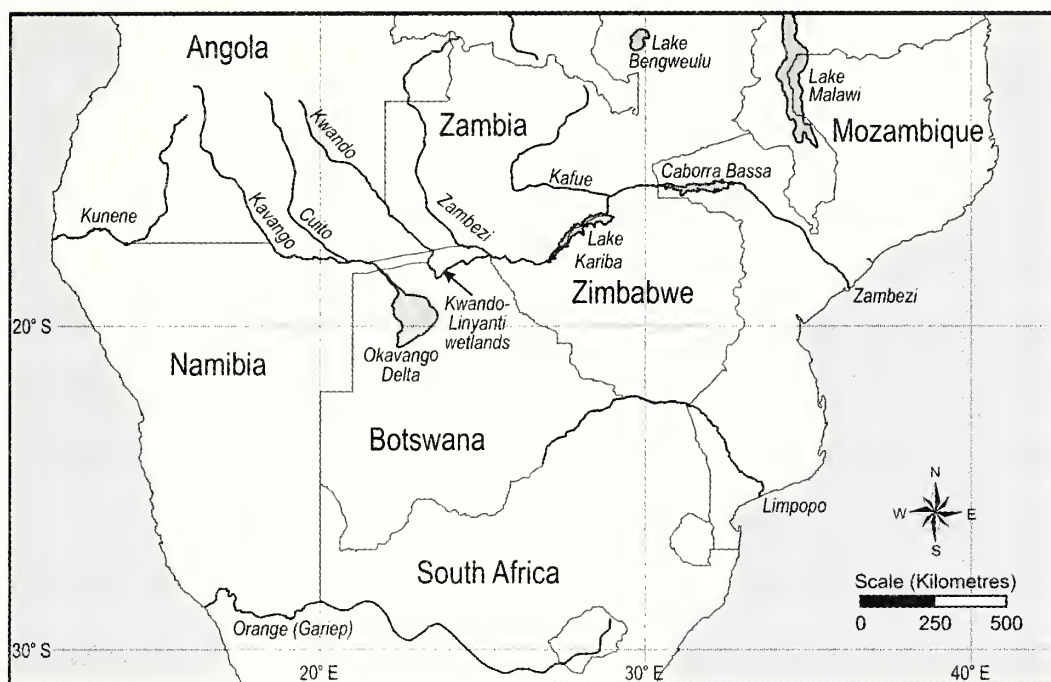 Angola
Lake
Bengweulu
Lake
Malawi
Zambia
Mozambique
Kwando
Caborra Bassa
Kafue
Kunene
Kavango
Cuito
Zambezi
Lake
Kariba
Zimbabwe
Zambezi
Kwando-
Linyanti
wetlands
20° S
Namibia
Okavango
Delta
Botswana
Limpopo
N
W
E
S
South Africa
Scale (Kilometres)
0 250 500
Orange (Gariep)
30° S
20° E
30° E
40° E